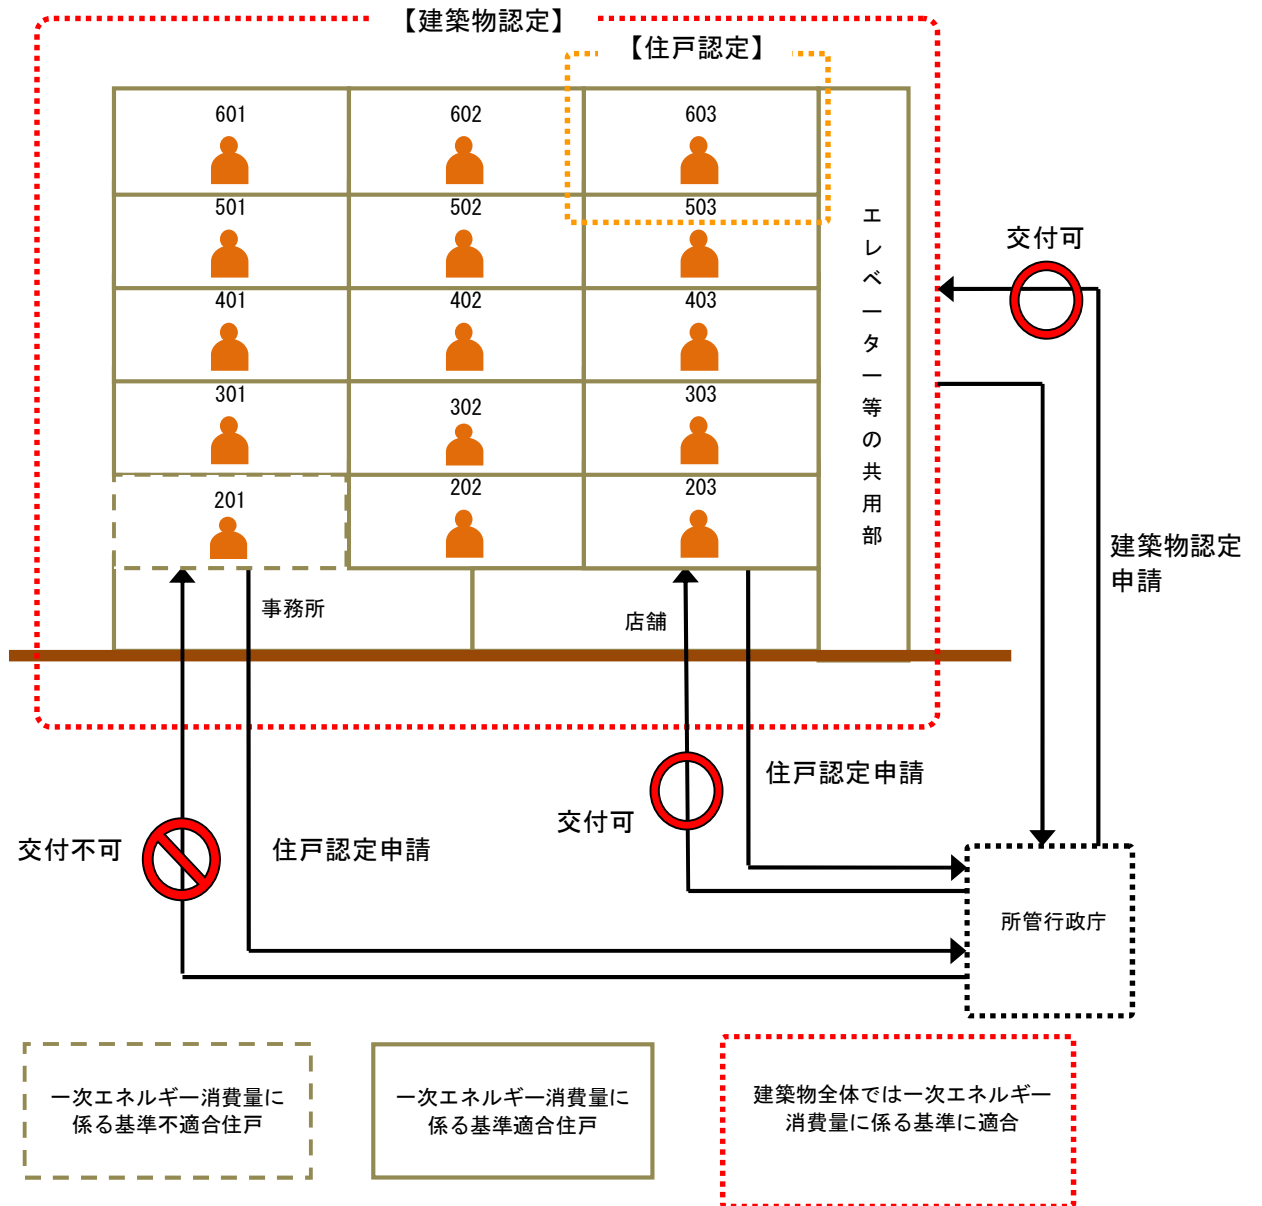 【建築物認定】
【住戸認定】
601
602
603
501
502
503
401
402
403
301
302
303
201
202
203
エレベーター等の共用部
事務所
店舗
交付可
建築物認定
申請
住戸認定申請
交付可
交付不可
住戸認定申請
所管行政庁
一次エネルギー消費量に
係る基準不適合住戸
一次エネルギー消費量に
係る基準適合住戸
建築物全体では一次エネルギー
消費量に係る基準に適合